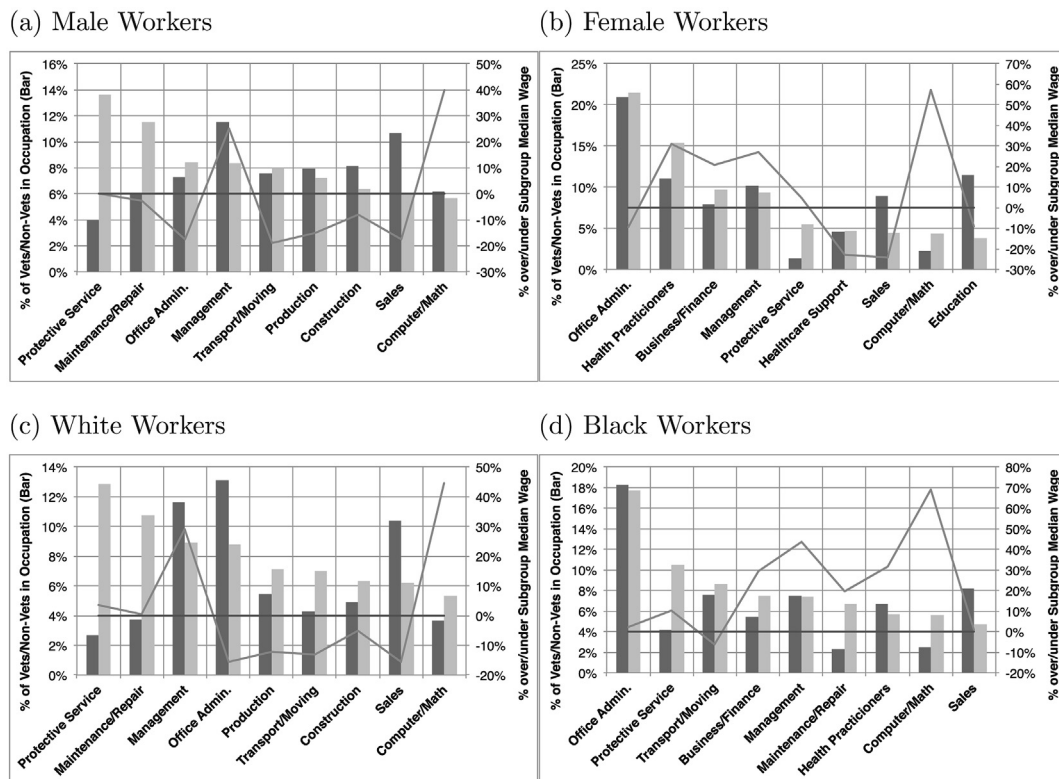 (a) Male Workers
% of Vets/Non-Vets in Occupation (Bar)
16%
14%
12%
10%
8%
6%
4%
2%
0%
50%
40%
30%
20%
10%
0%
-10%
-20%
-30%
% over/under Subgroup Median Wage
Protective Service
Maintenance/Repair
Office Admin.
Management
Transport/Moving
Production
Construction
Sales
Computer/Math
(b) Female Workers
% of Vets/Non-Vets in Occupation (Bar)
25%
20%
15%
10%
5%
0%
70%
60%
50%
40%
30%
20%
10%
0%
-10%
-20%
-30%
% over/under Subgroup Median Wage
Office Admin.
Health Practioners
Business/Finance
Management
Protective Service
Healthcare Support
Sales
Computer/Math
Education
(c) White Workers
% of Vets/Non-Vets in Occupation (Bar)
14%
12%
10%
8%
6%
4%
2%
0%
50%
40%
30%
20%
10%
0%
-10%
-20%
% over/under Subgroup Median Wage
Protective Service
Maintenance/Repair
Management
Office Admin.
Production
Transport/Moving
Construction
Sales
Computer/Math
(d) Black Workers
% of Vets/Non-Vets in Occupation (Bar)
20%
18%
16%
14%
12%
10%
8%
6%
4%
2%
0%
80%
70%
60%
50%
40%
30%
20%
10%
0%
-10%
-20%
% over/under Subgroup Median Wage
Office Admin.
Protective Service
Transport/Moving
Business/Finance
Management
Maintenance/Repair
Health Practioners
Computer/Math
Sales